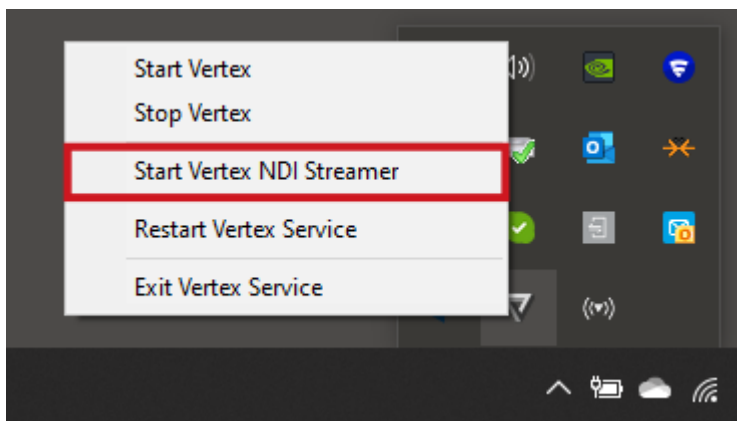 Start Vertex
Stop Vertex
Start Vertex NDI Streamer
Restart Vertex Service
Exit Vertex Service